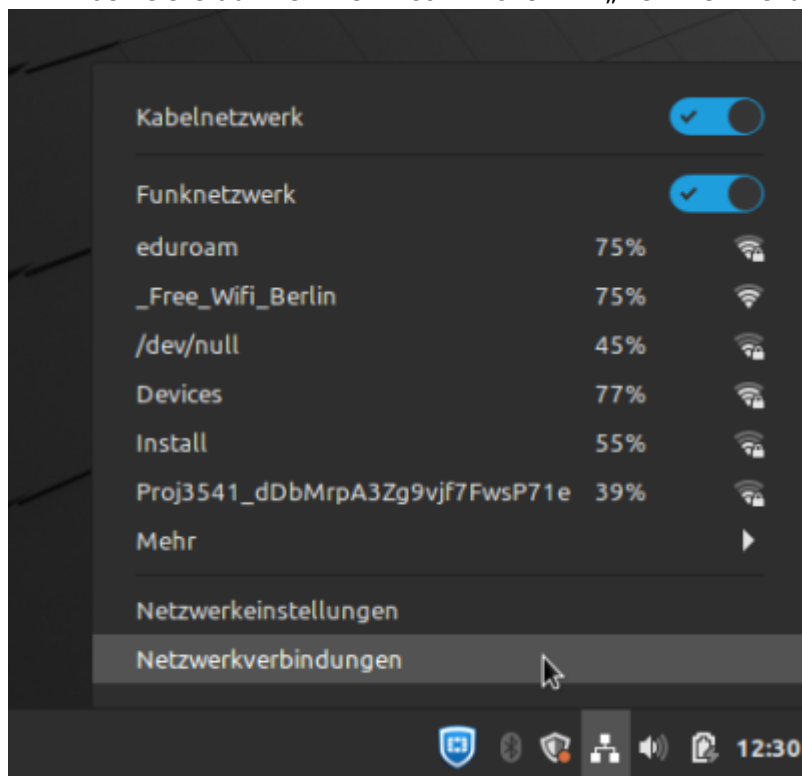 Kabelnetzwerk
Funknetzwerk
eduroam 75%
_Free_Wifi_Berlin 75%
/dev/null 45%
Devices 77%
Install 55%
Proj3541_dDbMrpA3Zg9vjf7FwsP71e 39%
Mehr
Netzwerkeinstellungen
Netzwerkverbindungen
12:30